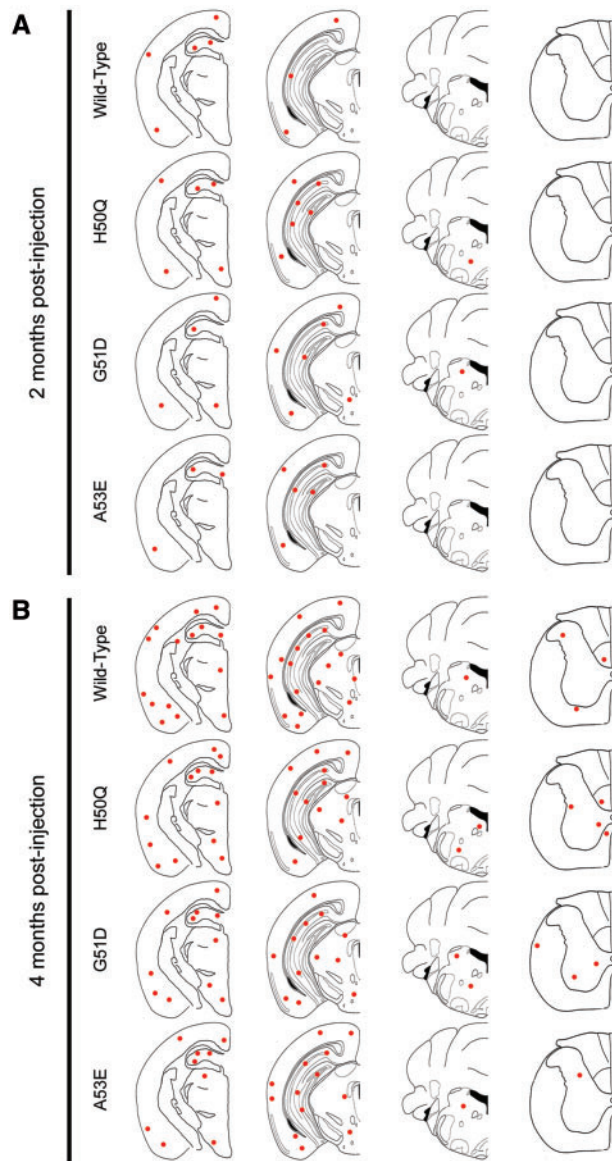 A
2 months post-injection
Wild-Type
H50Q
G51D
A53E
B
4 months post-injection
Wild-Type
H50Q
G51D
A53E